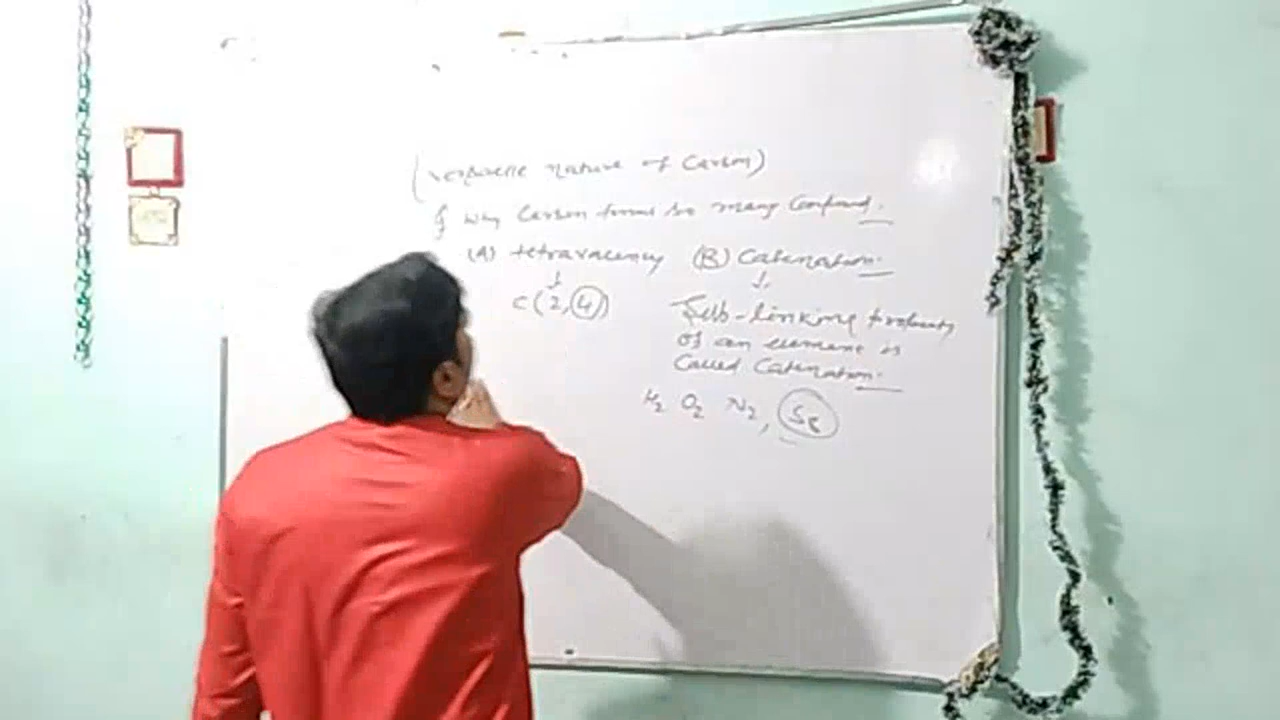 (Versatile nature of Carbon)
Q Why Carbon forms so many Compound.
(A) tetravacency (B) Catenation.
↓ ↓
C(2,4) Self-linking property
of an element is
Called Catenation.
H2 O2 N2, S8